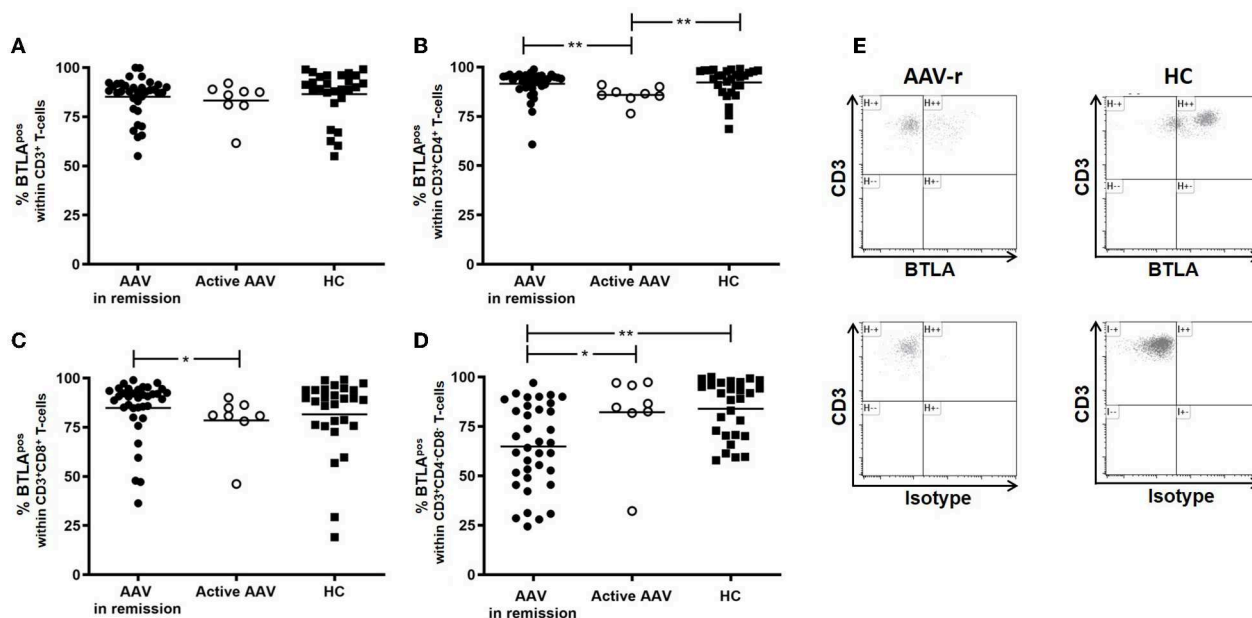 A
% BTLApos
within CD3+ T-cells
100
75
50
25
0
AAV
in remission
Active AAV
HC
B
**
**
% BTLApos
within CD3+CD4+ T-cells
100
75
50
25
0
AAV
in remission
Active AAV
HC
C
*
% BTLApos
within CD3+CD8+ T-cells
100
75
50
25
0
AAV
in remission
Active AAV
HC
D
**
*
% BTLApos
within CD3+CD4-CD8- T-cells
100
75
50
25
0
AAV
in remission
Active AAV
HC
E
AAV-r
HC
CD3
H-+
H++
H--
H+-
BTLA
CD3
H-+
H++
H--
H+-
BTLA
CD3
H-+
H++
H--
H+-
Isotype
CD3
I-+
I++
I--
I+-
Isotype